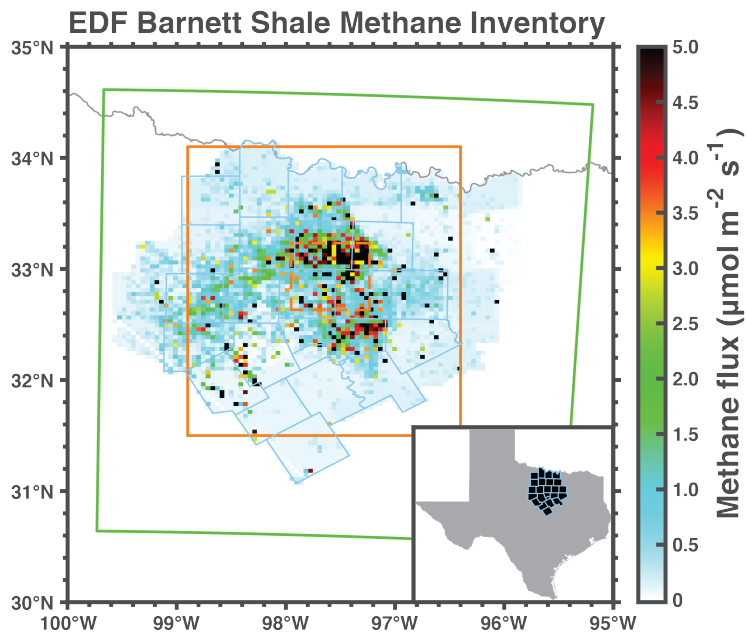 EDF Barnett Shale Methane Inventory
35°N
34°N
33°N
32°N
31°N
30°N
100°W
99°W
98°W
97°W
96°W
95°W
5.0
4.5
4.0
3.5
3.0
2.5
2.0
1.5
1.0
0.5
0
Methane flux (μmol m⁻² s⁻¹)